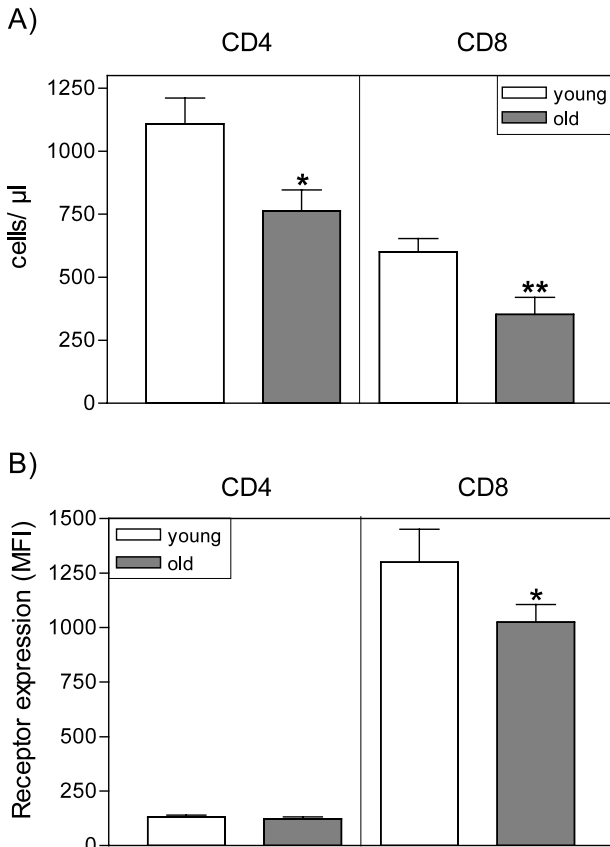 A)
CD4 CD8
1250
1000
750
500
250
0
cells/ µl
young
old
*
**
B)
CD4 CD8
1500
1250
1000
750
500
250
0
Receptor expression (MFI)
young
old
*